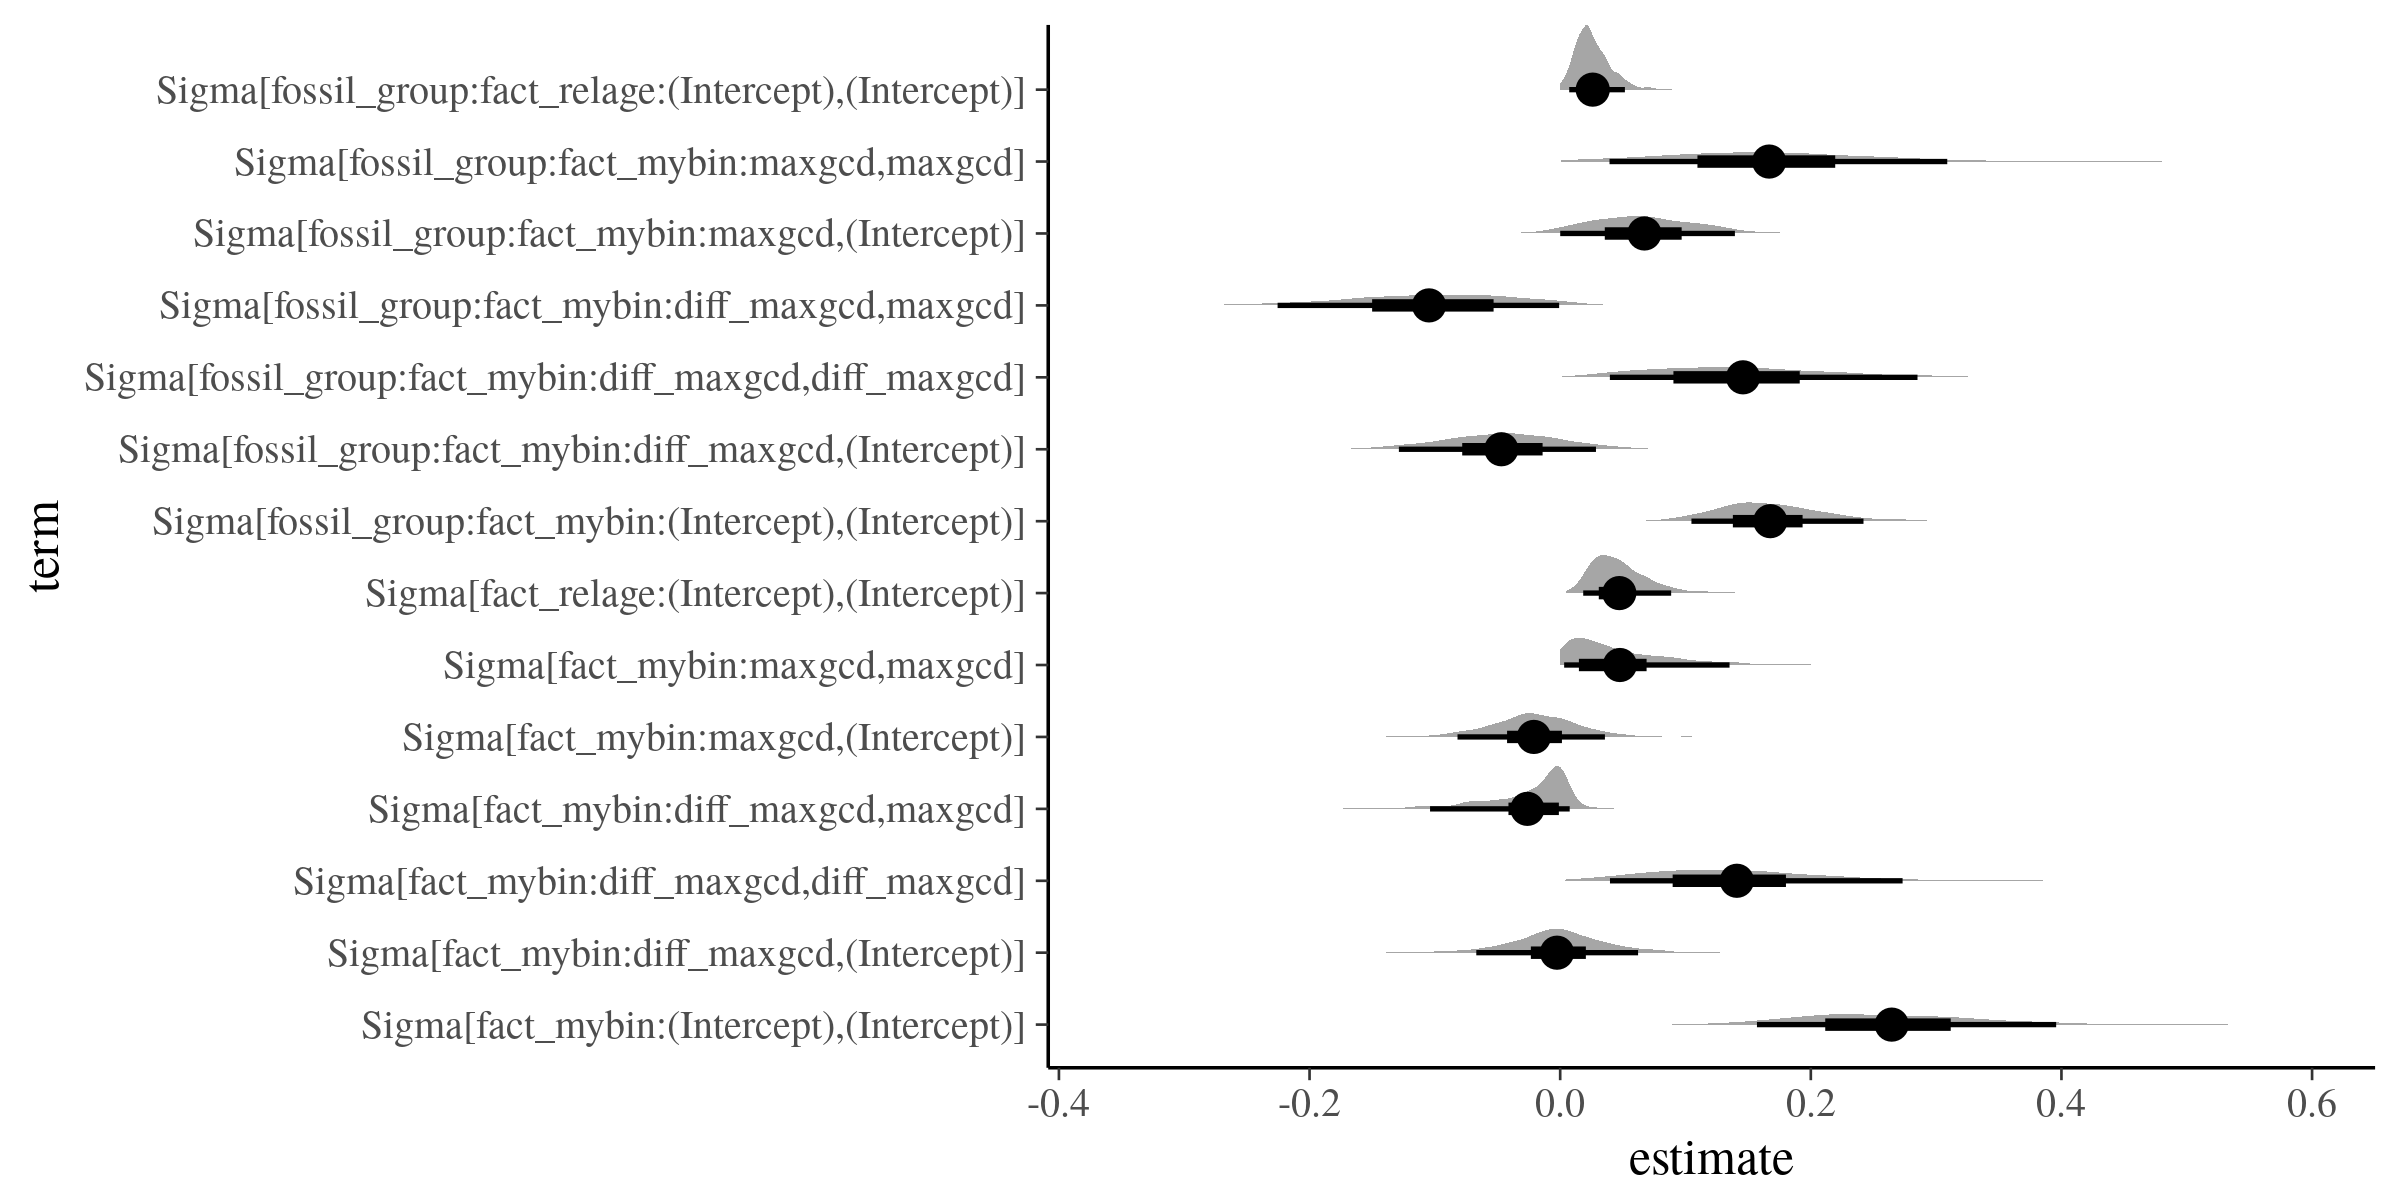 Sigma[fossil_group:fact_relage:(Intercept),(Intercept)]
Sigma[fossil_group:fact_mybin:maxgcd,maxgcd]
Sigma[fossil_group:fact_mybin:maxgcd,(Intercept)]
Sigma[fossil_group:fact_mybin:diff_maxgcd,maxgcd]
Sigma[fossil_group:fact_mybin:diff_maxgcd,diff_maxgcd]
Sigma[fossil_group:fact_mybin:diff_maxgcd,(Intercept)]
Sigma[fossil_group:fact_mybin:(Intercept),(Intercept)]
Sigma[fact_relage:(Intercept),(Intercept)]
Sigma[fact_mybin:maxgcd,maxgcd]
Sigma[fact_mybin:maxgcd,(Intercept)]
Sigma[fact_mybin:diff_maxgcd,maxgcd]
Sigma[fact_mybin:diff_maxgcd,diff_maxgcd]
Sigma[fact_mybin:diff_maxgcd,(Intercept)]
Sigma[fact_mybin:(Intercept),(Intercept)]
term
-0.4 -0.2 0.0 0.2 0.4 0.6
estimate